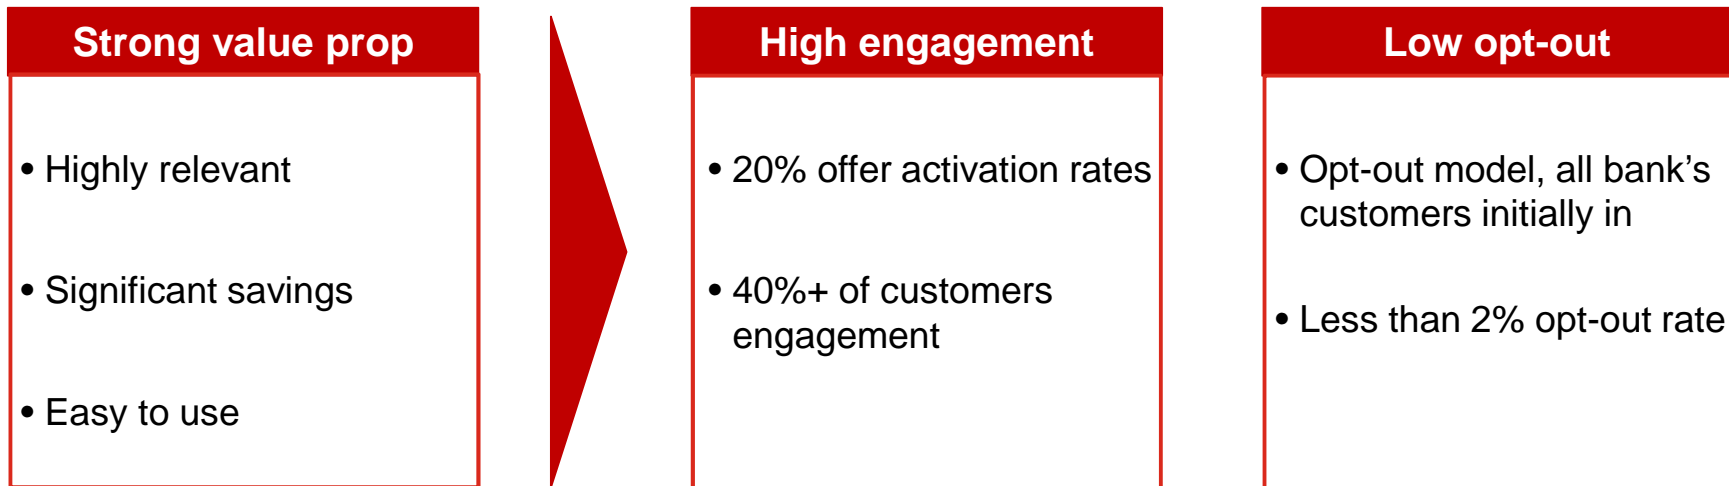 Strong value prop
• Highly relevant
• Significant savings
• Easy to use
High engagement
• 20% offer activation rates
• 40%+ of customers
engagement
Low opt-out
• Opt-out model, all bank’s
customers initially in
• Less than 2% opt-out rate